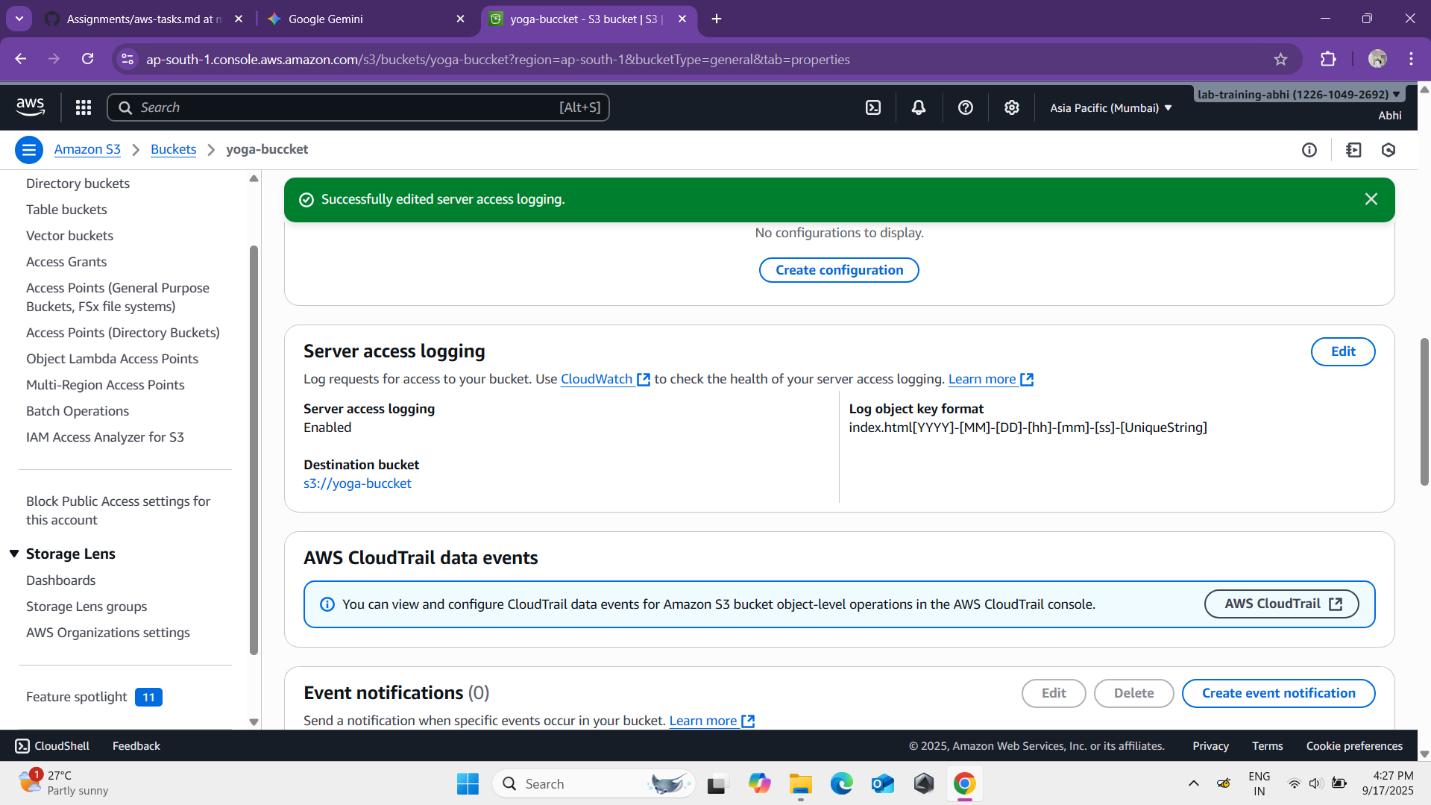 Assignments/aws-tasks.md at n
Google Gemini
yoga-buccket - S3 bucket | S3 |
ap-south-1.console.aws.amazon.com/s3/buckets/yoga-buccket?region=ap-south-1&bucketType=general&tab=properties
aws
Search
[Alt+S]
Asia Pacific (Mumbai)
lab-training-abhi (1226-1049-2692)
Abhi
Amazon S3
Buckets
yoga-buccket
Directory buckets
Table buckets
Vector buckets
Access Grants
Access Points (General Purpose
Buckets, FSx file systems)
Access Points (Directory Buckets)
Object Lambda Access Points
Multi-Region Access Points
Batch Operations
IAM Access Analyzer for S3
Block Public Access settings for
this account
Storage Lens
Dashboards
Storage Lens groups
AWS Organizations settings
Feature spotlight 11
Successfully edited server access logging.
No configurations to display.
Create configuration
Server access logging
Edit
Log requests for access to your bucket. Use CloudWatch to check the health of your server access logging. Learn more
Server access logging
Enabled
Log object key format
index.html[YYYY]-[MM]-[DD]-[hh]-[mm]-[ss]-[UniqueString]
Destination bucket
s3://yoga-buccket
AWS CloudTrail data events
You can view and configure CloudTrail data events for Amazon S3 bucket object-level operations in the AWS CloudTrail console.
AWS CloudTrail
Event notifications (0)
Edit
Delete
Create event notification
Send a notification when specific events occur in your bucket. Learn more
CloudShell
Feedback
© 2025, Amazon Web Services, Inc. or its affiliates.
Privacy
Terms
Cookie preferences
1
27°C
Partly sunny
Search
ENG
IN
4:27 PM
9/17/2025